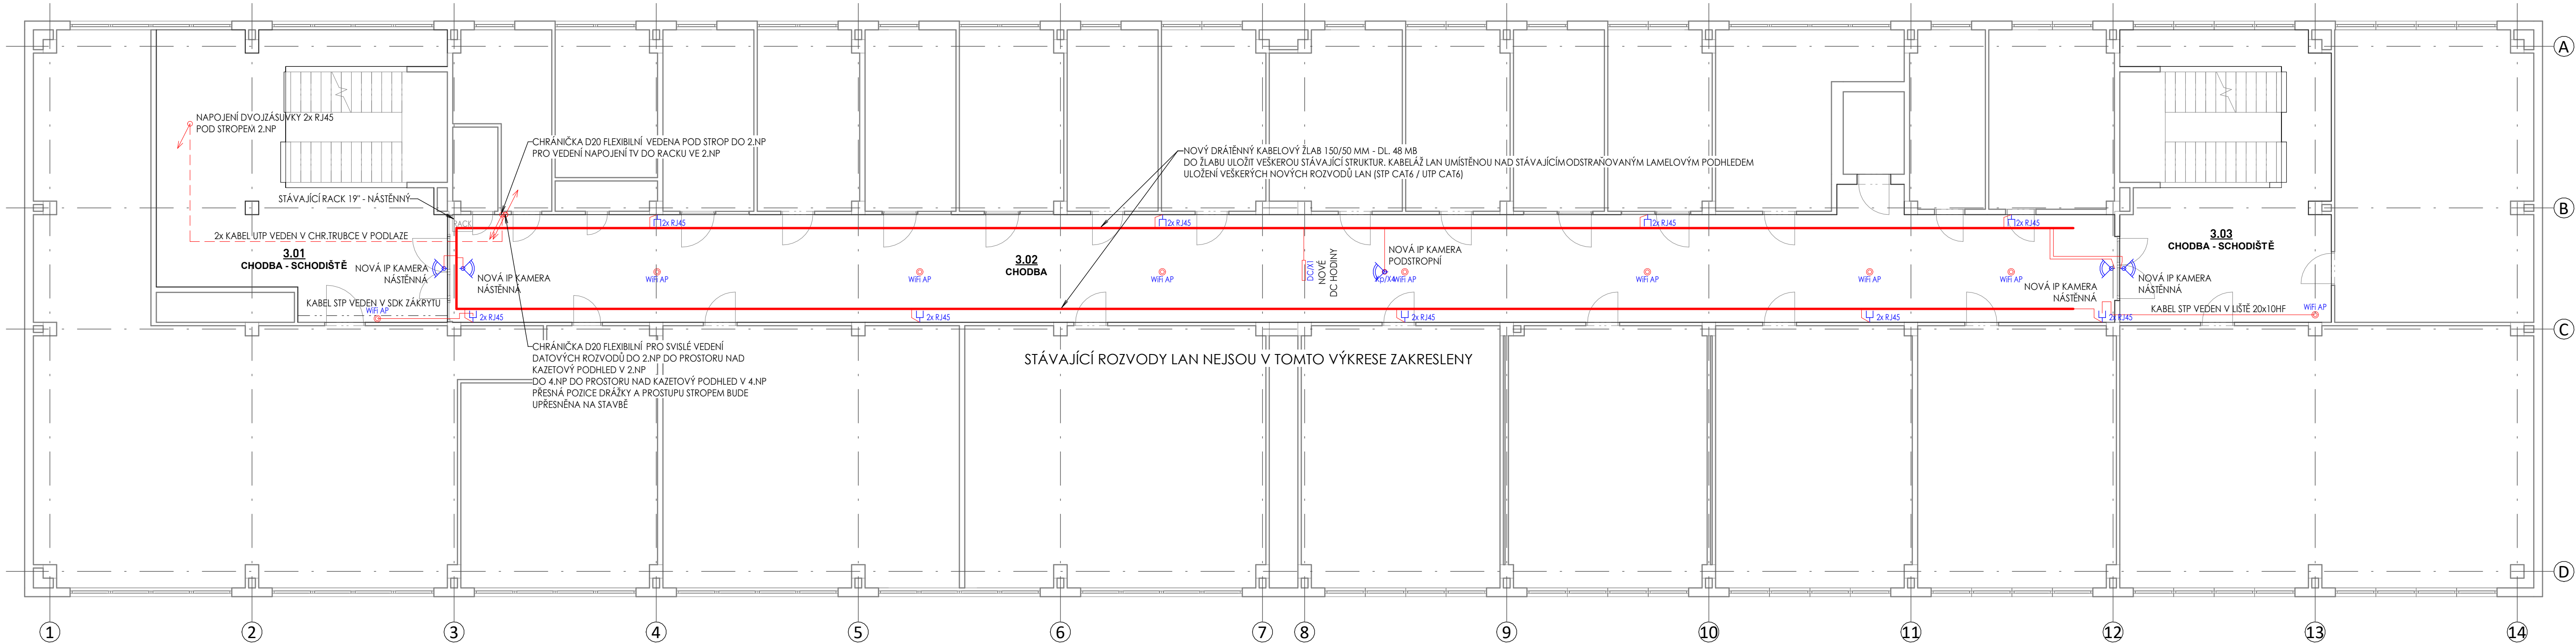 A
NAPOJENÍ DVOJZÁSUVKY 2x RJ45
POD STROPEM 2.NP
CHRÁNIČKA D20 FLEXIBILNÍ VEDENA POD STROP DO 2.NP
PRO VEDENÍ NAPOJENÍ TV DO RACKU VE 2.NP
NOVÝ DRÁTĚNNÝ KABELOVÝ ŽLAB 150/50 MM - DL. 48 MB
DO ŽLABU ULOŽIT VEŠKEROU STÁVAJÍCÍ STRUKTUR. KABELÁŽ LAN UMÍSTĚNOU NAD STÁVAJÍCÍMODSTRAŇOVANÝM LAMELOVÝM PODHLEDEM
ULOŽENÍ VEŠKERÝCH NOVÝCH ROZVODŮ LAN (STP CAT6 / UTP CAT6)
STÁVAJÍCÍ RACK 19" - NÁSTĚNNÝ
B
RACK
2x RJ45
2x RJ45
2x RJ45
2x RJ45
2x KABEL UTP VEDEN V CHR.TRUBCE V PODLAZE
3.01
CHODBA - SCHODIŠTĚ
NOVÁ IP KAMERA
NÁSTĚNNÁ
NOVÁ IP KAMERA
NÁSTĚNNÁ
3.02
CHODBA
DC/X1
NOVÉ
DC HODINY
NOVÁ IP KAMERA
PODSTROPNÍ
Kp/X4
3.03
CHODBA - SCHODIŠTĚ
NOVÁ IP KAMERA
NÁSTĚNNÁ
NOVÁ IP KAMERA
NÁSTĚNNÁ
WiFi AP
WiFi AP
WiFi AP
WiFi AP
WiFi AP
WiFi AP
WiFi AP
KABEL STP VEDEN V SDK ZÁKRYTU
WiFi AP
KABEL STP VEDEN V LIŠTĚ 20x10HF
WiFi AP
2x RJ45
2x RJ45
2x RJ45
2x RJ45
2x RJ45
C
CHRÁNIČKA D20 FLEXIBILNÍ PRO SVISLÉ VEDENÍ
DATOVÝCH ROZVODŮ DO 2.NP DO PROSTORU NAD
KAZETOVÝ PODHLED V 2.NP
DO 4.NP DO PROSTORU NAD KAZETOVÝ PODHLED V 4.NP
PŘESNÁ POZICE DRÁŽKY A PROSTUPU STROPEM BUDE
UPŘESNĚNA NA STAVBĚ
STÁVAJÍCÍ ROZVODY LAN NEJSOU V TOMTO VÝKRESE ZAKRESLENY
D
1 2 3 4 5 6 7 8 9 10 11 12 13 14